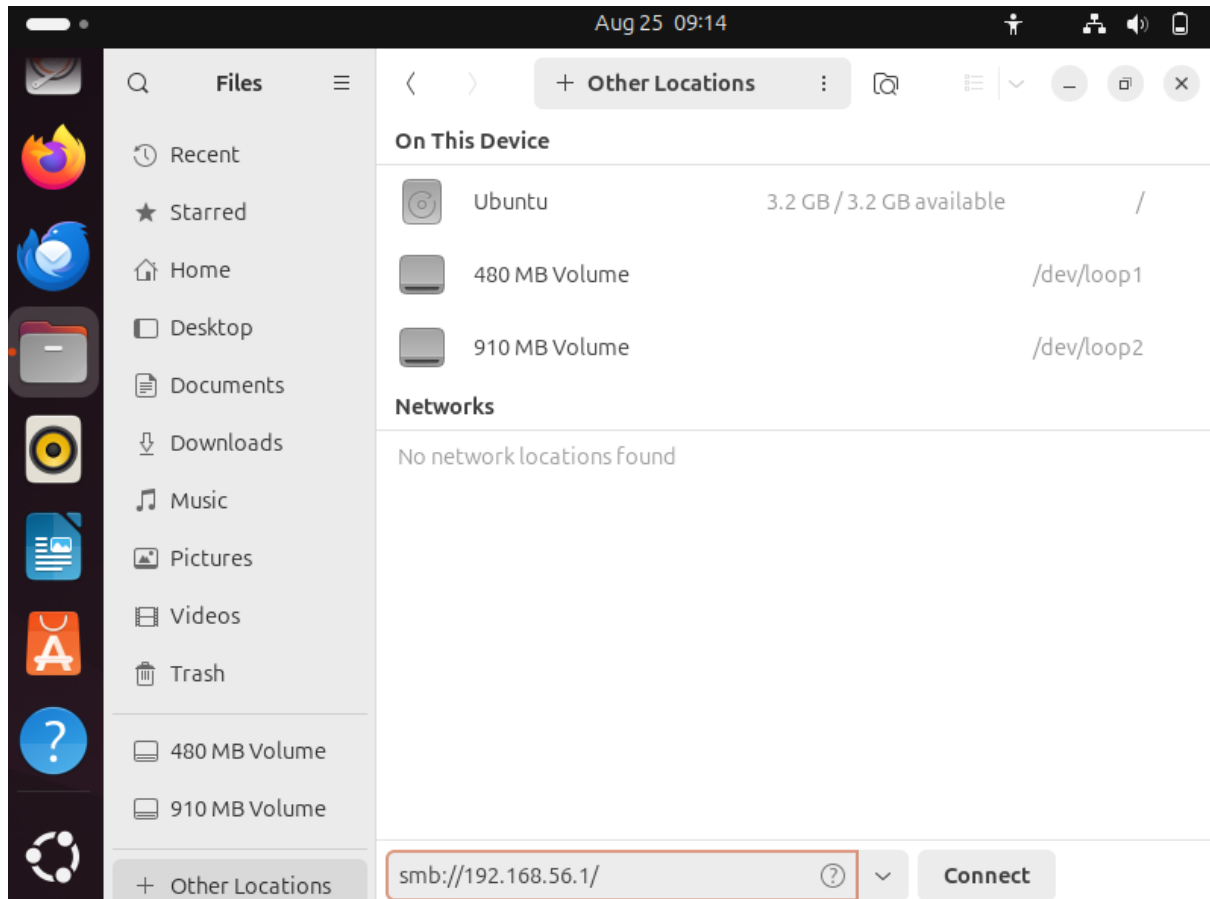 Aug 25 09:14
Files
+ Other Locations
Recent
Starred
Home
Desktop
Documents
Downloads
Music
Pictures
Videos
Trash
480 MB Volume
910 MB Volume
+ Other Locations
On This Device
Ubuntu 3.2 GB / 3.2 GB available /
480 MB Volume /dev/loop1
910 MB Volume /dev/loop2
Networks
No network locations found
smb://192.168.56.1/ Connect